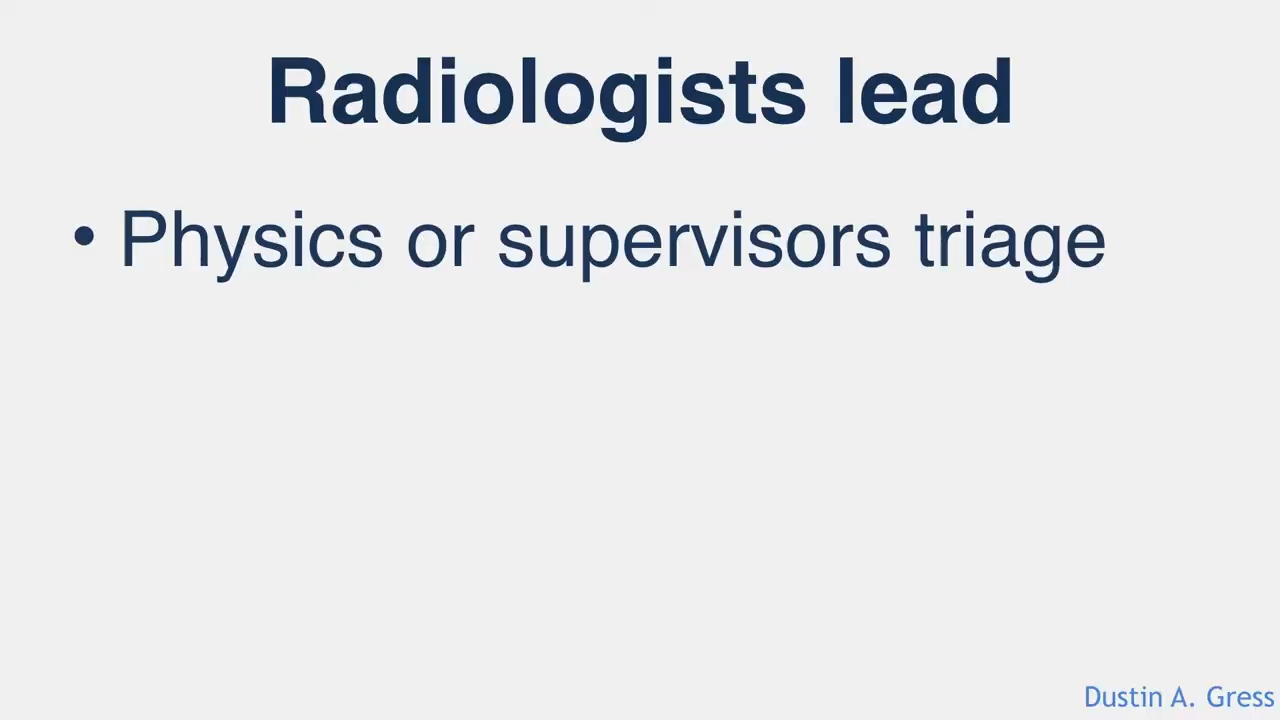 Radiologists lead
• Physics or supervisors triage
Dustin A. Gress